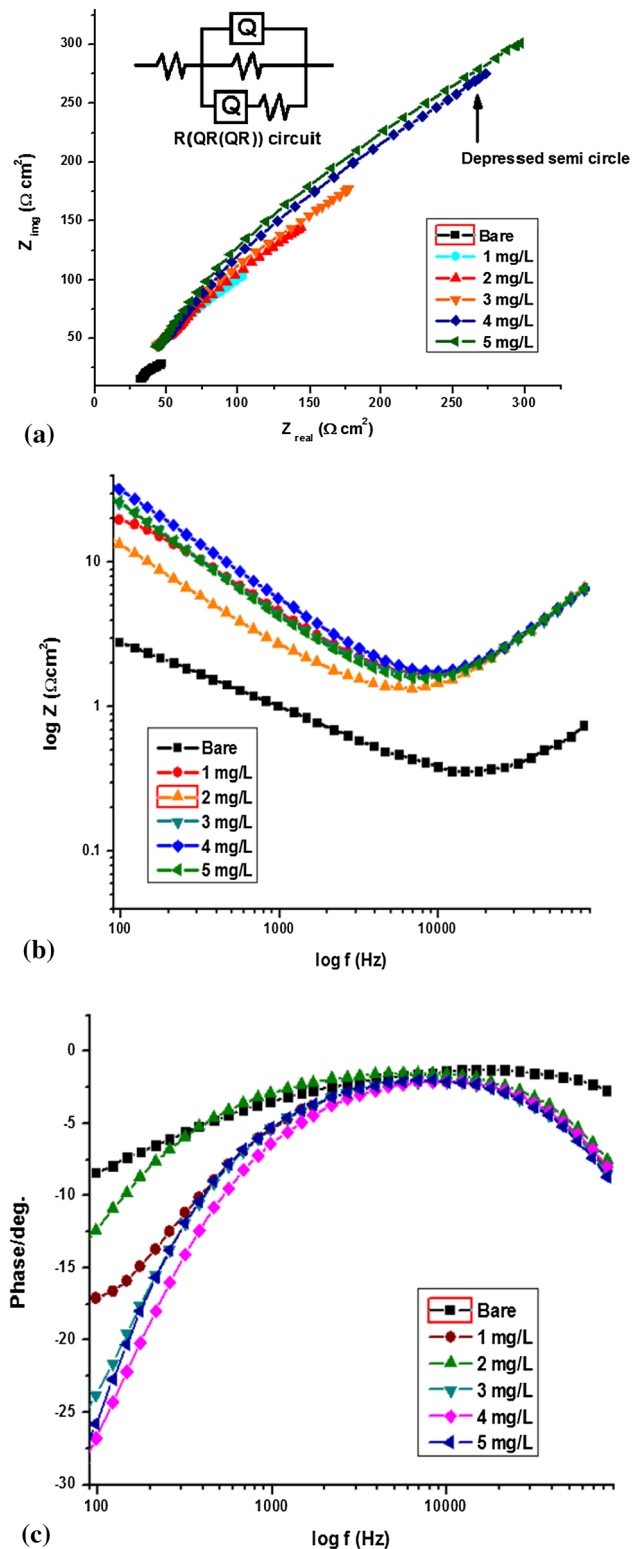 300
275
250
200
175
150
100
50
Z img (Ω cm²)
Q
Q
R(QR(QR)) circuit
Depressed semi circle
Bare
1 mg/L
2 mg/L
3 mg/L
4 mg/L
5 mg/L
0 50 100 150 200 250 300
Z real (Ω cm²)
(a)
10
1
0.1
log Z (Ωcm²)
Bare
1 mg/L
2 mg/L
3 mg/L
4 mg/L
5 mg/L
100 1000 10000
log f (Hz)
(b)
0
-5
-10
-15
-20
-25
-30
Phase/deg.
Bare
1 mg/L
2 mg/L
3 mg/L
4 mg/L
5 mg/L
100 1000 10000
log f (Hz)
(c)